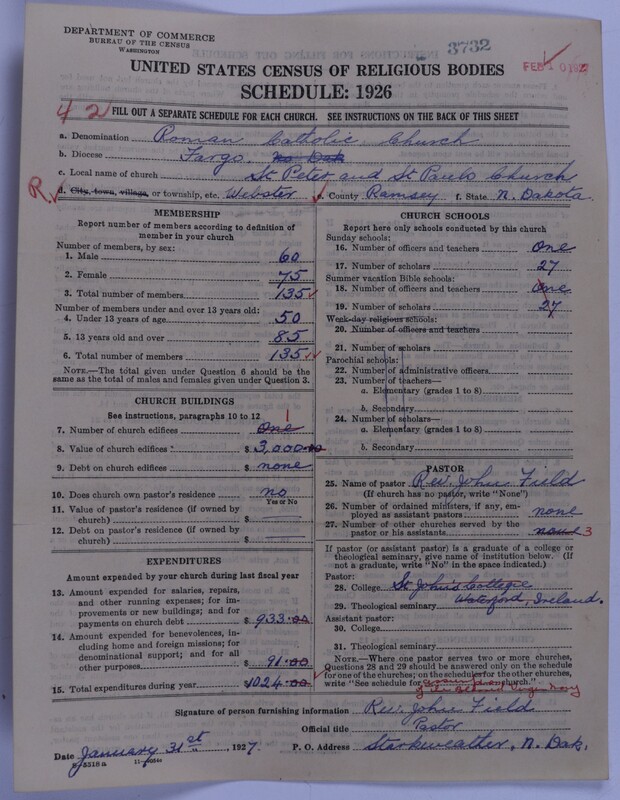 DEPARTMENT OF COMMERCE
BUREAU OF THE CENSUS
WASHINGTON
3732
FEB 10 1927
UNITED STATES CENSUS OF RELIGIOUS BODIES
SCHEDULE: 1926
42
FILL OUT A SEPARATE SCHEDULE FOR EACH CHURCH. SEE INSTRUCTIONS ON THE BACK OF THIS SHEET
a. Denomination Roman Catholic Church
b. Diocese Fargo No Dak
c. Local name of church St Peter and St Pauls Church
R
d. City, town, village, or township, etc. Webster e. County Ramsey f. State N. Dakota
MEMBERSHIP
Report number of members according to definition of
member in your church
Number of members, by sex:
1. Male 60
2. Female 75
3. Total number of members 135
Number of members under and over 13 years old:
4. Under 13 years of age 50
5. 13 years old and over 85
6. Total number of members 135
NOTE.—The total given under Question 6 should be the
same as the total of males and females given under Question 3.
CHURCH BUILDINGS
See instructions, paragraphs 10 to 12
7. Number of church edifices One 1
8. Value of church edifices $ 3,000.00
9. Debt on church edifices $ none
10. Does church own pastor's residence no
Yes or No
11. Value of pastor's residence (if owned by
church) $
12. Debt on pastor's residence (if owned by
church) $
EXPENDITURES
Amount expended by your church during last fiscal year
13. Amount expended for salaries, repairs,
and other running expenses; for im-
provements or new buildings; and for
payments on church debt $ 933.00
14. Amount expended for benevolences, in-
cluding home and foreign missions; for
denominational support; and for all
other purposes $ 91.00
15. Total expenditures during year $ 1024.00
CHURCH SCHOOLS
Report here only schools conducted by this church
Sunday schools:
16. Number of officers and teachers One
17. Number of scholars 27
Summer vacation Bible schools:
18. Number of officers and teachers One
19. Number of scholars 27
Week-day religious schools:
20. Number of officers and teachers
21. Number of scholars
Parochial schools:
22. Number of administrative officers
23. Number of teachers—
a. Elementary (grades 1 to 8)
b. Secondary
24. Number of scholars—
a. Elementary (grades 1 to 8)
b. Secondary
PASTOR
25. Name of pastor Rev. John Field
(If church has no pastor, write "None")
26. Number of ordained ministers, if any, em-
ployed as assistant pastors none
27. Number of other churches served by the
pastor or his assistants none 3
If pastor (or assistant pastor) is a graduate of a college or
theological seminary, give name of institution below. (If
not a graduate, write "No" in the space indicated.)
Pastor:
28. College St John's College
29. Theological seminary Waterford, Ireland.
Assistant pastor:
30. College
31. Theological seminary
NOTE.—Where one pastor serves two or more churches,
Questions 28 and 29 should be answered only on the schedule
for one of the churches; on the schedules for the other churches,
write "See schedule for church."
Signature of person furnishing information Rev. John Field
Official title Pastor
Date January 31st, 1927. P. O. Address Starkweather, N. Dak.